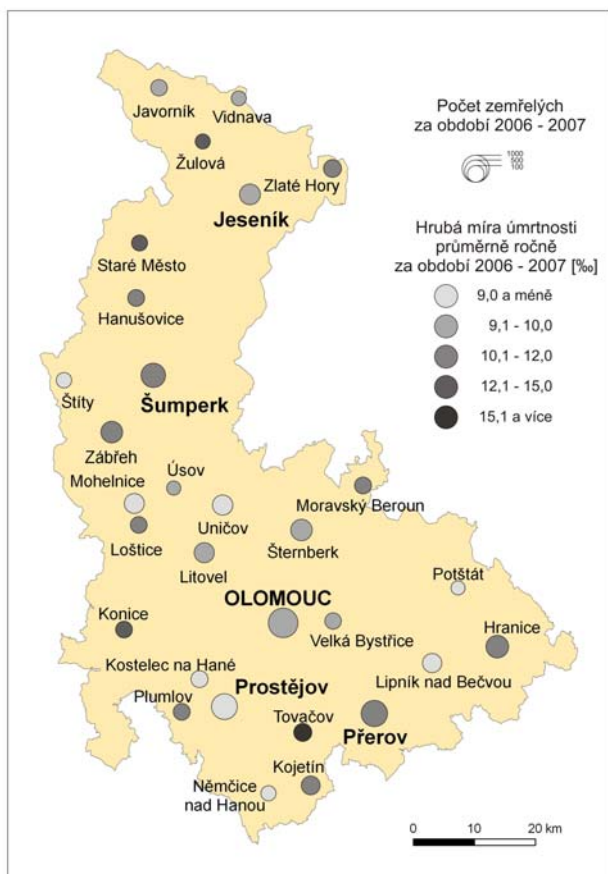 Javorník
Vidnava
Žulová
Zlaté Hory
Jeseník
Staré Město
Hanušovice
Štíty
Šumperk
Zábřeh
Mohelnice
Úsov
Loštice
Uničov
Litovel
Šternberk
Moravský Beroun
Potštát
OLOMOUC
Konice
Velká Bystřice
Hranice
Kostelec na Hané
Lipník nad Bečvou
Prostějov
Plumlov
Tovačov
Přerov
Kojetín
Němčice
nad Hanou
Počet zemřelých
za období 2006 - 2007
1000
500
100
Hrubá míra úmrtnosti
průměrně ročně
za období 2006 - 2007 [‰]
9,0 a méně
9,1 - 10,0
10,1 - 12,0
12,1 - 15,0
15,1 a více
0 10 20 km